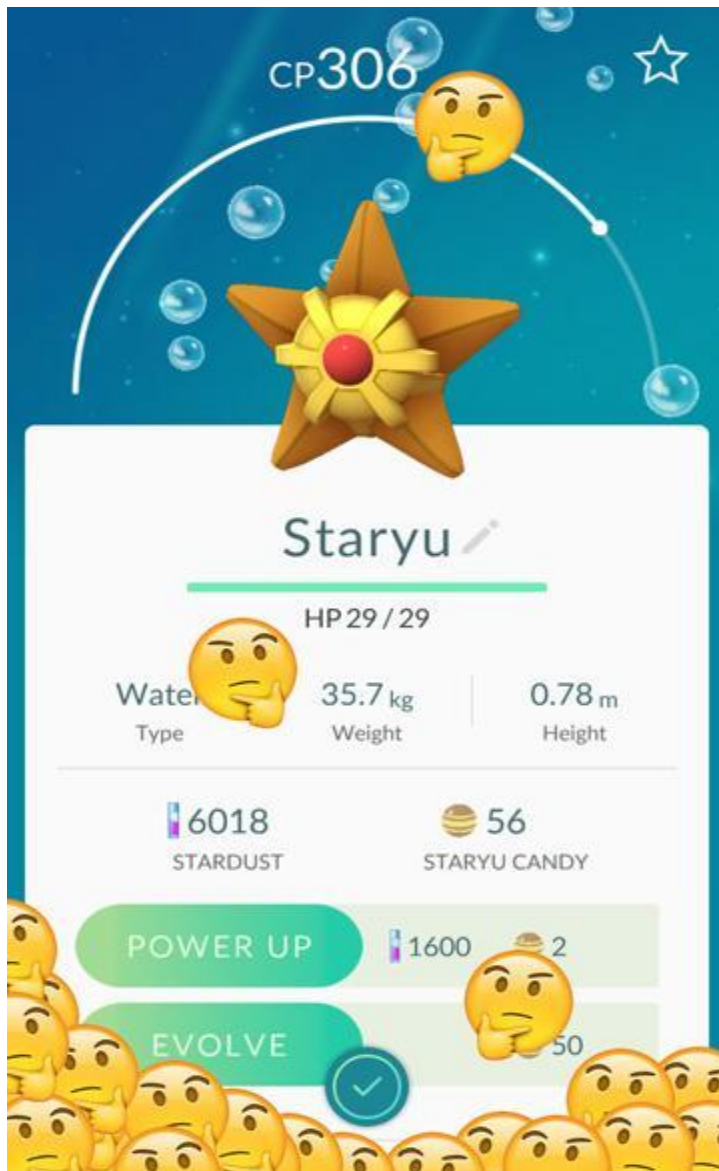 CP306
Staryu
HP 29 / 29
35.7 kg
0.78 m
Type
Weight
Height
6018
56
STARDUST
STARYU CANDY
POWER UP
1600
2
EVOLVE
50